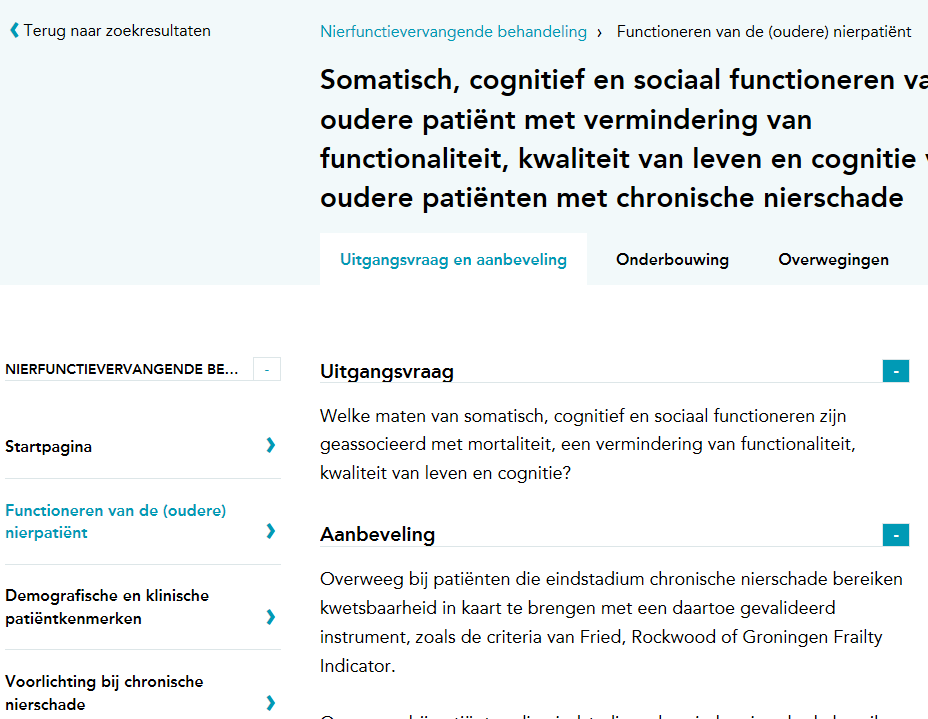 Terug naar zoekresultaten
Nierfunctievervangende behandeling › Functioneren van de (oudere) nierpatiënt
Somatisch, cognitief en sociaal functioneren
oudere patiënt met vermindering van
functionaliteit, kwaliteit van leven en cognitie
oudere patiënten met chronische nierschade
Uitgangsvraag en aanbeveling
Onderbouwing
Overwegingen
NIERFUNCTIEVERVANGENDE BE...
-
Startpagina
Functioneren van de (oudere)
nierpatiënt
Demografische en klinische
patiëntkenmerken
Voorlichting bij chronische
nierschade
Uitgangsvraag
-
Welke maten van somatisch, cognitief en sociaal functioneren zijn
geassocieerd met mortaliteit, een vermindering van functionaliteit,
kwaliteit van leven en cognitie?
Aanbeveling
-
Overweeg bij patiënten die eindstadium chronische nierschade bereiken
kwetsbaarheid in kaart te brengen met een daartoe gevalideerd
instrument, zoals de criteria van Fried, Rockwood of Groningen Frailty
Indicator.